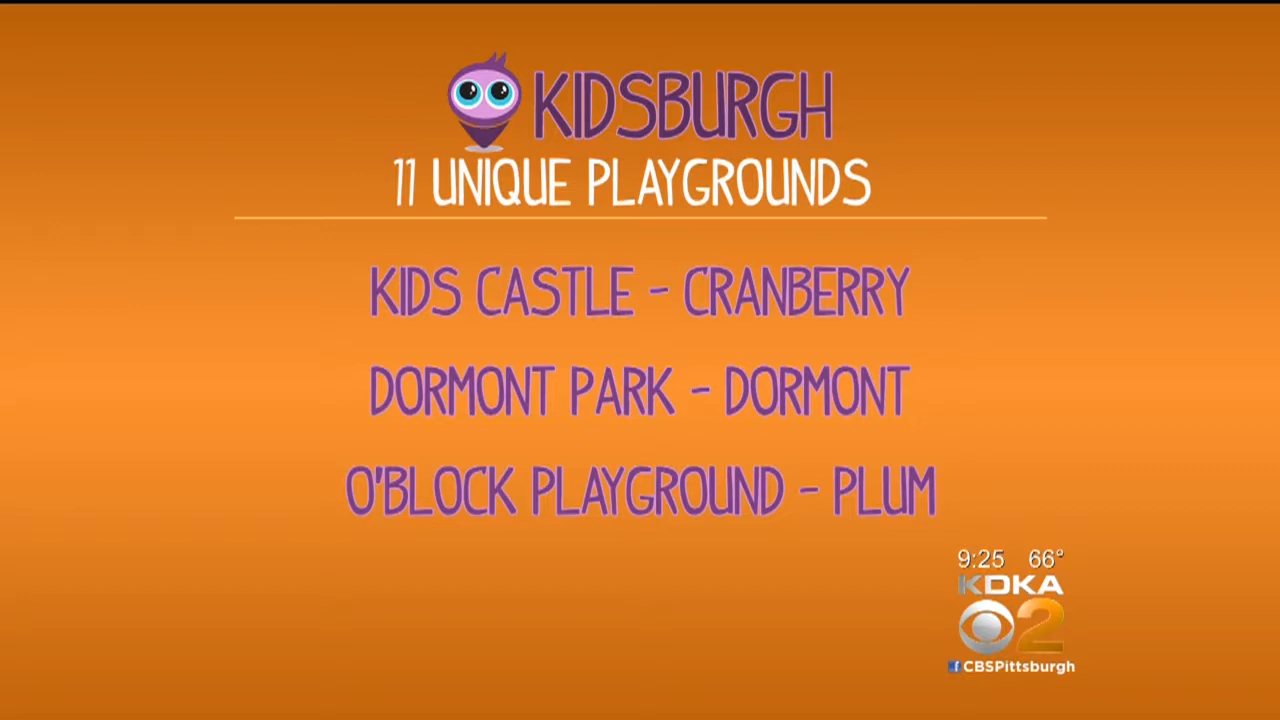 KIDSBURGH
11 UNIQUE PLAYGROUNDS
KIDS CASTLE - CRANBERRY
DORMONT PARK - DORMONT
O'BLOCK PLAYGROUND - PLUM
9:25 66°
KDKA
2
f CBSPittsburgh